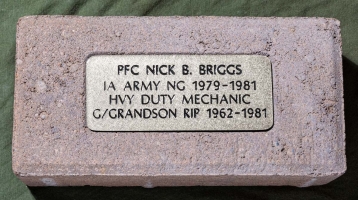 PFC NICK B. BRIGGS
IA ARMY NG 1979-1981
HVY DUTY MECHANIC
G/GRANDSON RIP 1962-1981